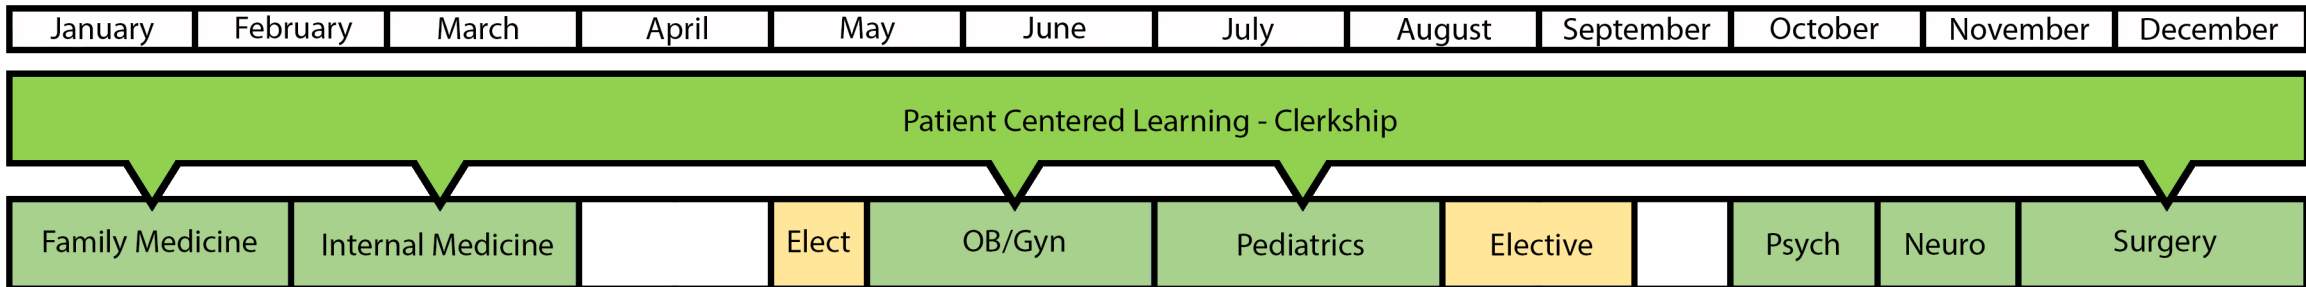 January February March April May June July August September October November December
Patient Centered Learning - Clerkship
Family Medicine Internal Medicine Elect OB/Gyn Pediatrics Elective Psych Neuro Surgery